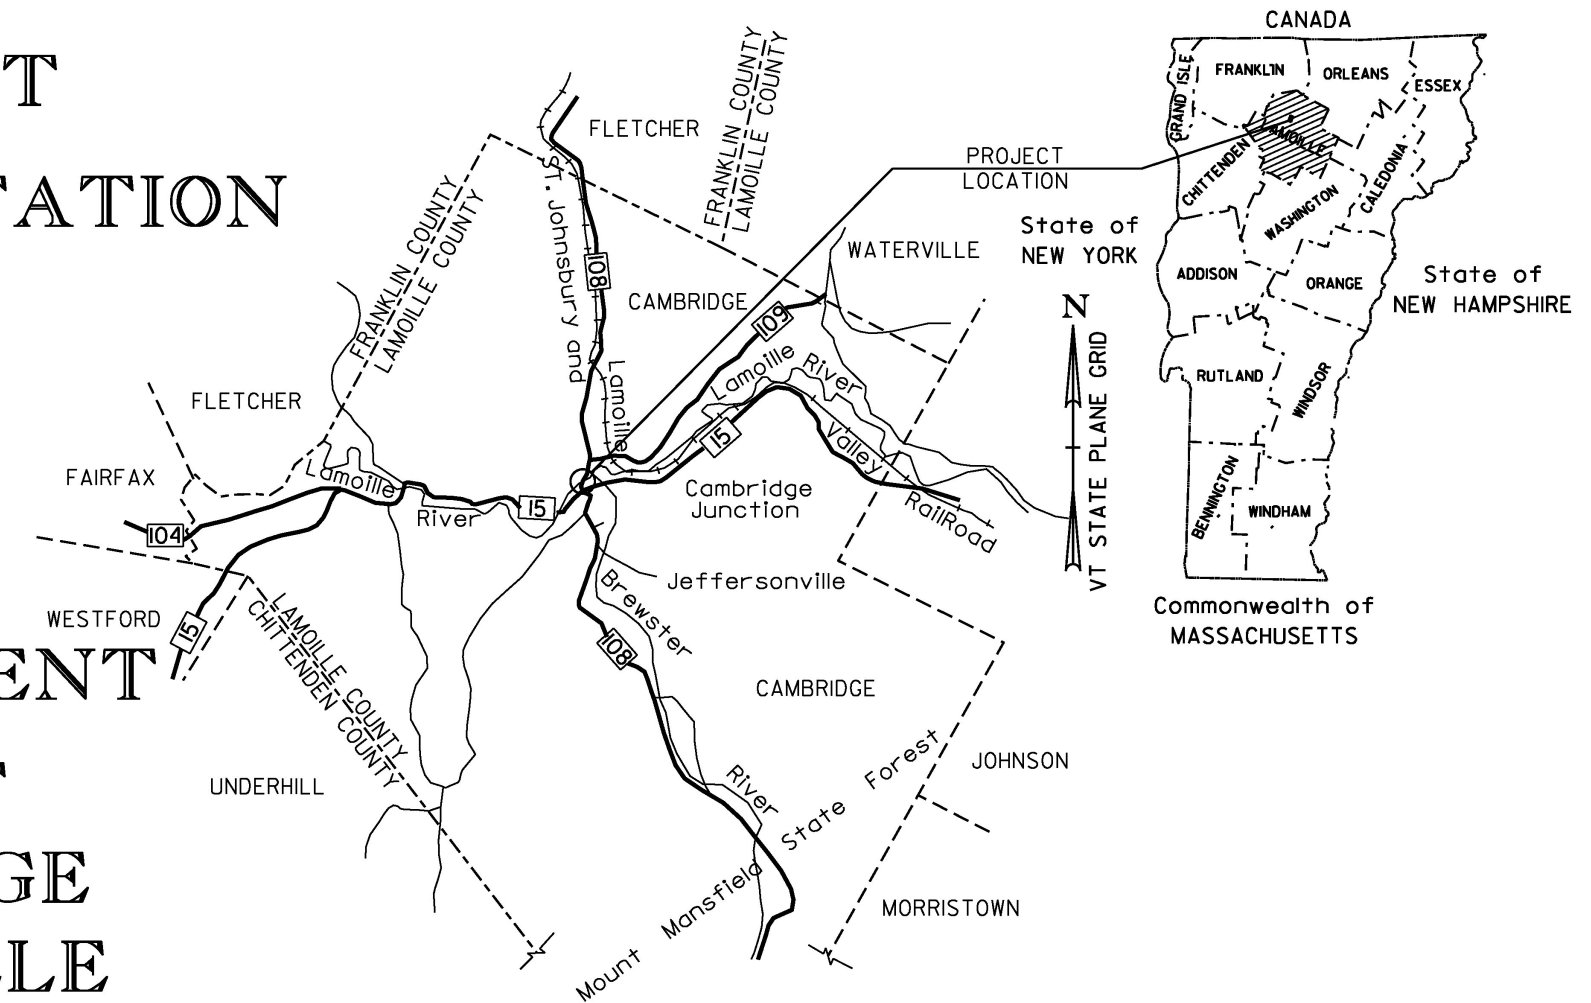 T
TATION
ENT
GE
LLE
FLETCHER
FRANKLIN COUNTY
LAMOILLE COUNTY
FRANKLIN COUNTY
LAMOILLE COUNTY
St. Johnsbury and
Lamoille
108
CAMBRIDGE
WATERVILLE
109
Lamoille River
15
Valley
RailRoad
FLETCHER
FAIRFAX
Lamoille
River
15
104
Cambridge
Junction
Jeffersonville
WESTFORD
15
LAMOILLE COUNTY
CHITTENDEN COUNTY
Brewster
River
108
CAMBRIDGE
UNDERHILL
Mount Mansfield State Forest
JOHNSON
MORRISTOWN
PROJECT
LOCATION
N
VT STATE PLANE GRID
CANADA
GRAND ISLE
FRANKLIN
ORLEANS
ESSEX
LAMOILLE
CHITTENDEN
CALEDONIA
WASHINGTON
State of
NEW YORK
ADDISON
ORANGE
State of
NEW HAMPSHIRE
RUTLAND
WINDSOR
BENNINGTON
WINDHAM
Commonwealth of
MASSACHUSETTS